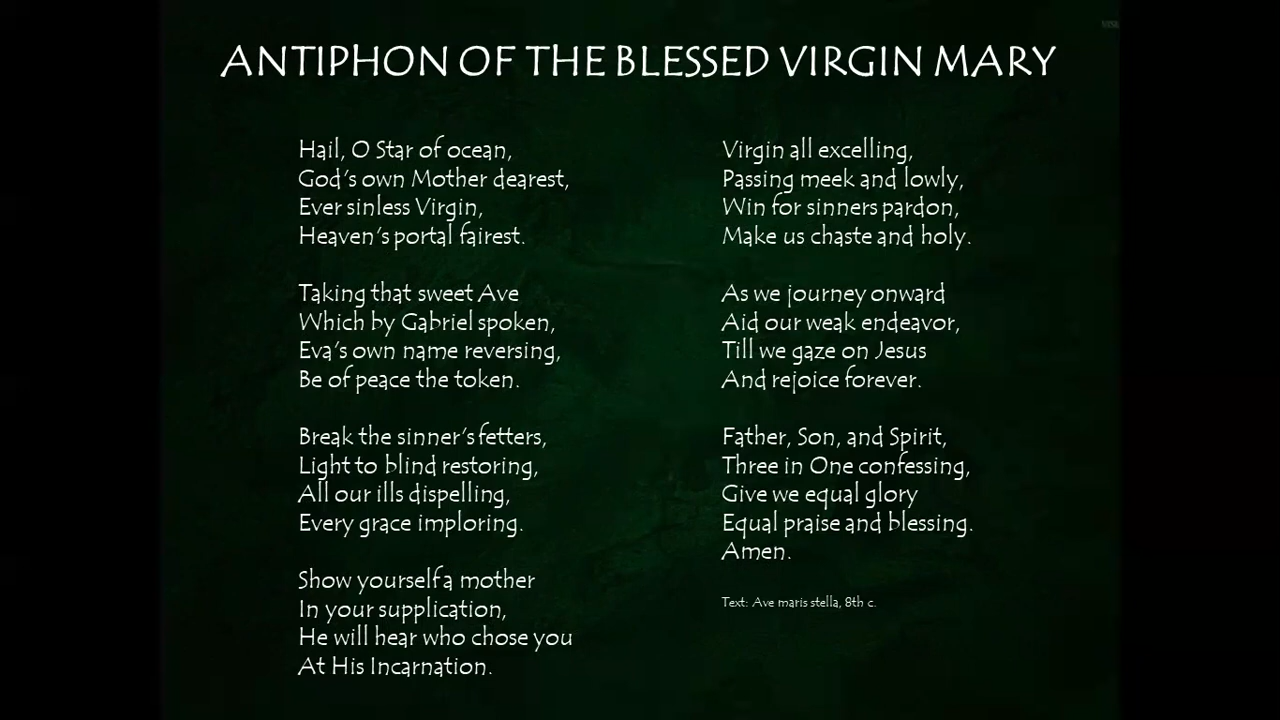 ANTIPHON OF THE BLESSED VIRGIN MARY
Hail, O Star of ocean,
God's own Mother dearest,
Ever sinless Virgin,
Heaven's portal fairest.
Taking that sweet Ave
Which by Gabriel spoken,
Eva's own name reversing,
Be of peace the token.
Break the sinner's fetters,
Light to blind restoring,
All our ills dispelling,
Every grace imploring.
Show yourself a mother
In your supplication,
He will hear who chose you
At His Incarnation.
Virgin all excelling,
Passing meek and lowly,
Win for sinners pardon,
Make us chaste and holy.
As we journey onward
Aid our weak endeavor,
Till we gaze on Jesus
And rejoice forever.
Father, Son, and Spirit,
Three in One confessing,
Give we equal glory
Equal praise and blessing.
Amen.
Text: Ave maris stella, 8th c.